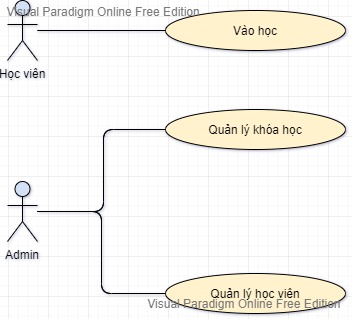 Visual Paradigm Online Free Edition
Vào học
Học viên
Quản lý khóa học
Admin
Quản lý học viên
Visual Paradigm Online Free Edition